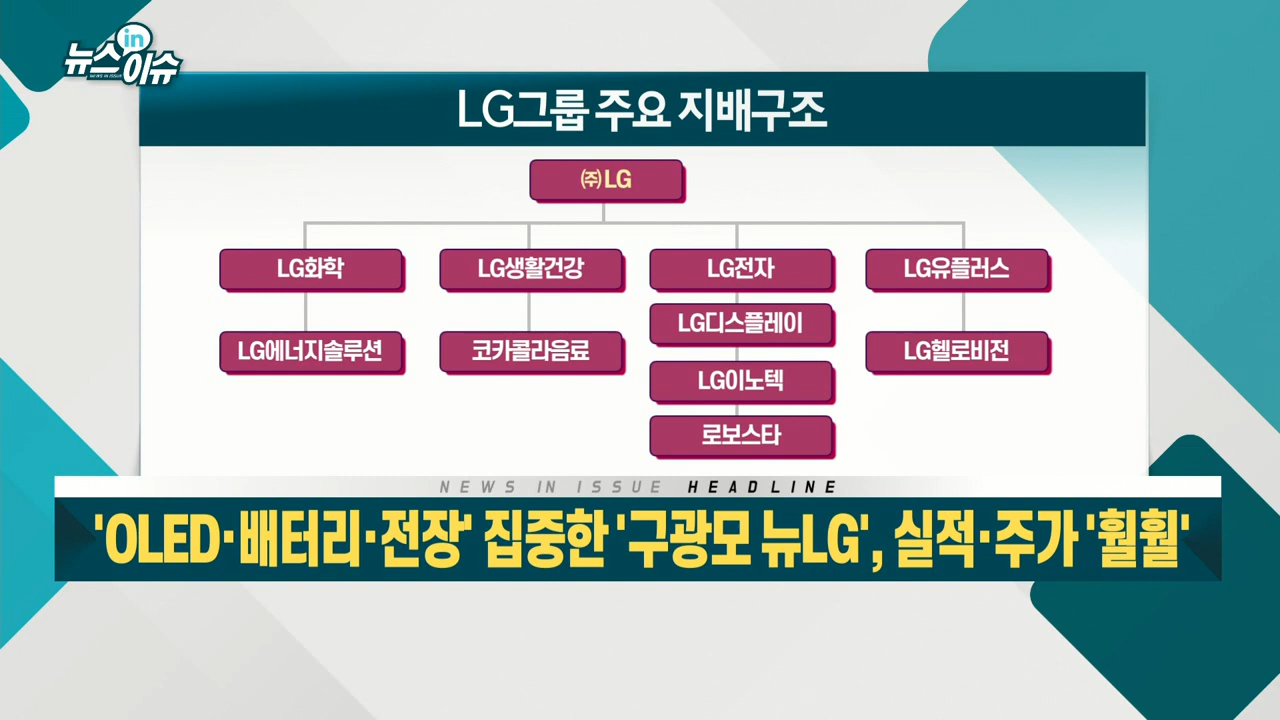 뉴스in이슈
NEWS IN ISSUE
LG그룹 주요 지배구조
㈜LG
LG화학 LG생활건강 LG전자 LG유플러스
LG디스플레이
LG에너지솔루션 코카콜라음료 LG헬로비전
LG이노텍
로보스타
NEWS IN ISSUE HEADLINE
'OLED·배터리·전장' 집중한 '구광모 뉴LG', 실적·주가 '훨훨'